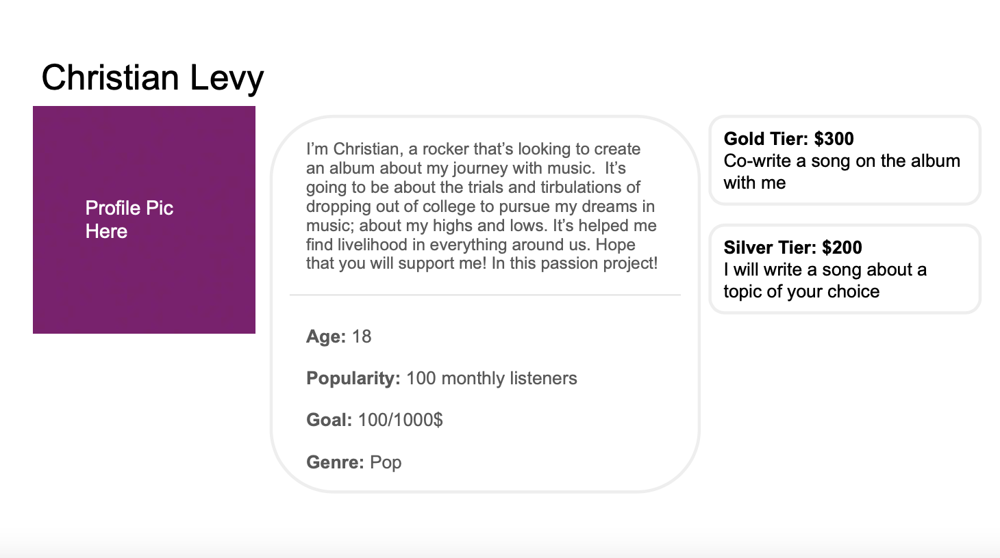 Christian Levy
Profile Pic
Here
I’m Christian, a rocker that’s looking to create
an album about my journey with music.  It’s
going to be about the trials and tirbulations of
dropping out of college to pursue my dreams in
music; about my highs and lows. It’s helped me
find livelihood in everything around us. Hope
that you will support me! In this passion project!
Age: 18
Popularity: 100 monthly listeners
Goal: 100/1000$
Genre: Pop
Gold Tier: $300
Co-write a song on the album
with me
Silver Tier: $200
I will write a song about a
topic of your choice